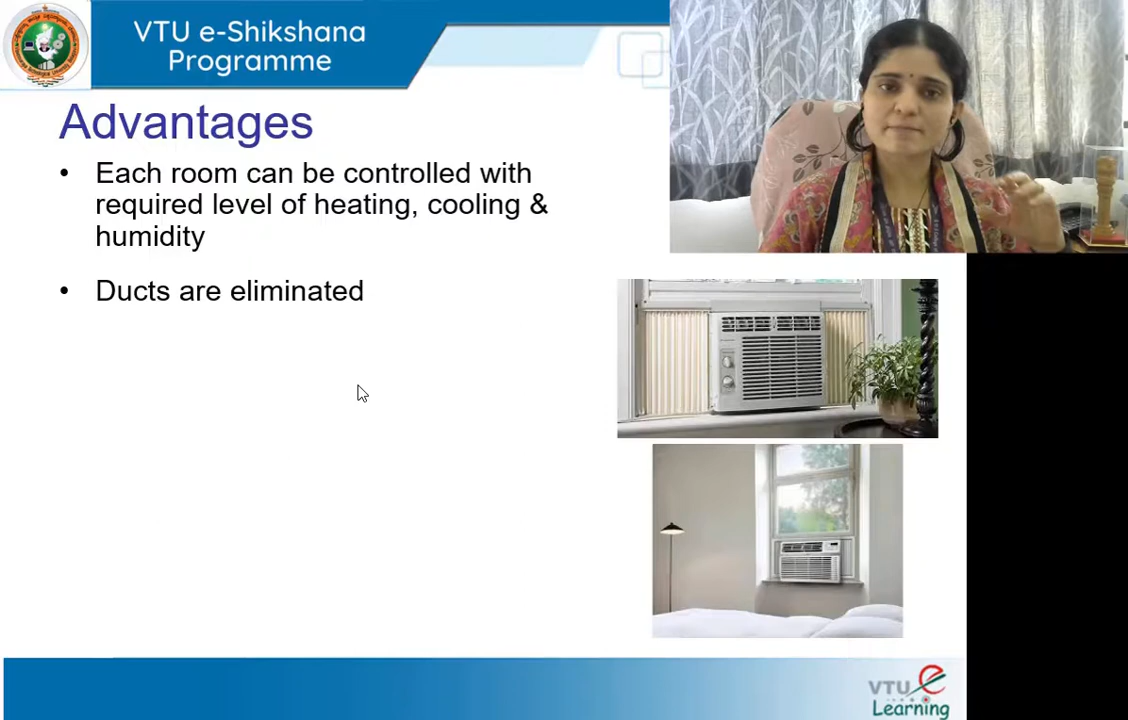 VTU e-Shikshana
Programme
Advantages
• Each room can be controlled with
required level of heating, cooling &
humidity
• Ducts are eliminated
VTU e
Learning